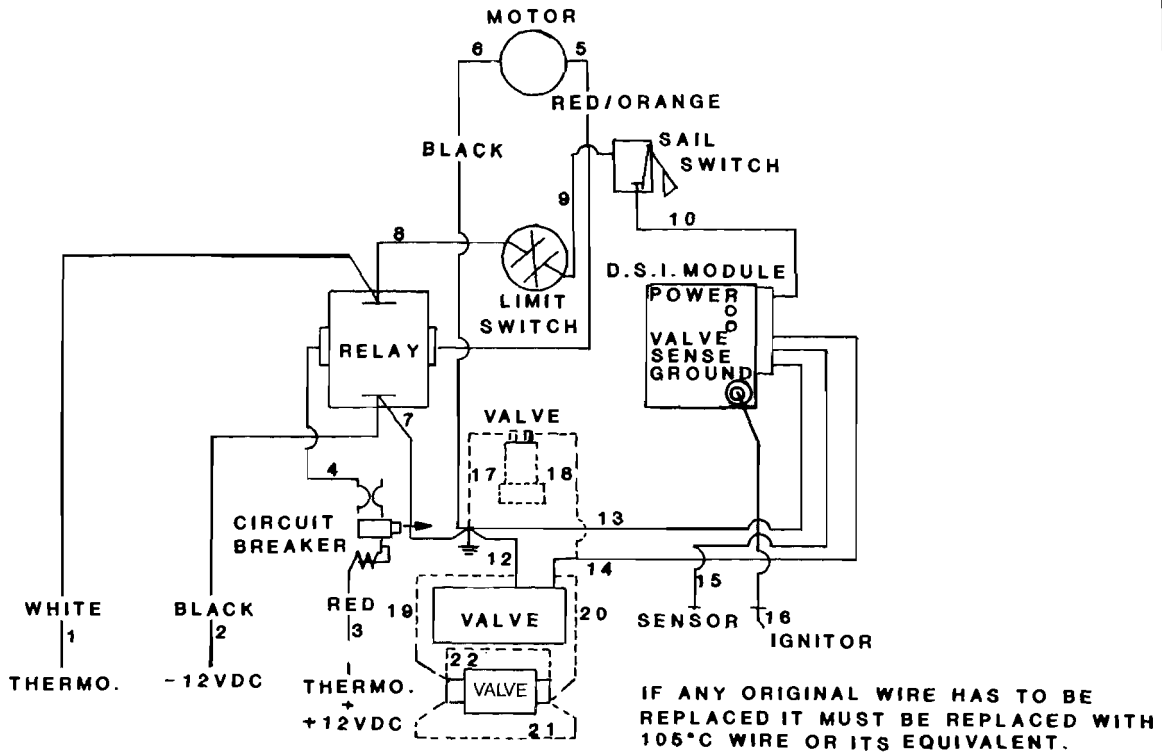 MOTOR
6
5
RED/ORANGE
BLACK
SAIL
SWITCH
9
10
8
D.S.I. MODULE
LIMIT
SWITCH
POWER
VALVE
SENSE
GROUND
RELAY
7
VALVE
4
17
18
13
CIRCUIT
BREAKER
12
14
15
WHITE
1
BLACK
2
RED
3
19
VALVE
20
SENSOR
16
IGNITOR
22
VALVE
21
THERMO.
-12VDC
THERMO.
+
+12VDC
IF ANY ORIGINAL WIRE HAS TO BE
REPLACED IT MUST BE REPLACED WITH
105°C WIRE OR ITS EQUIVALENT.